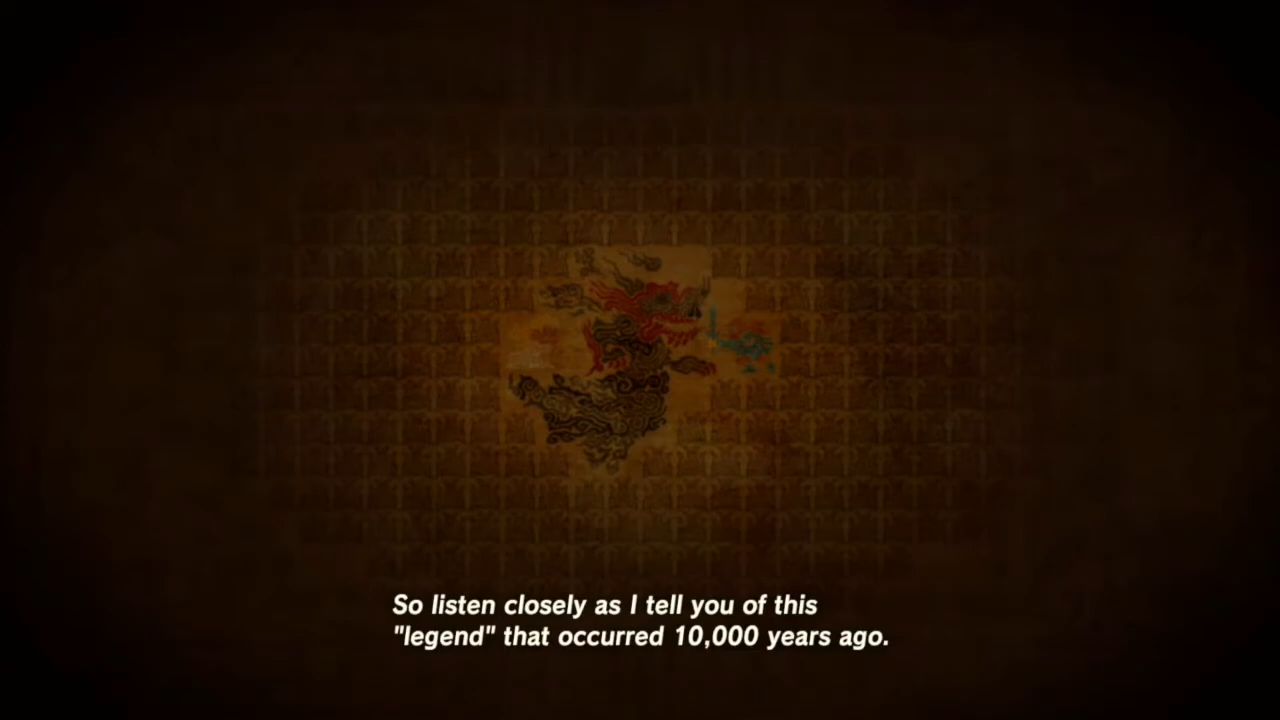 So listen closely as I tell you of this
"legend" that occurred 10,000 years ago.